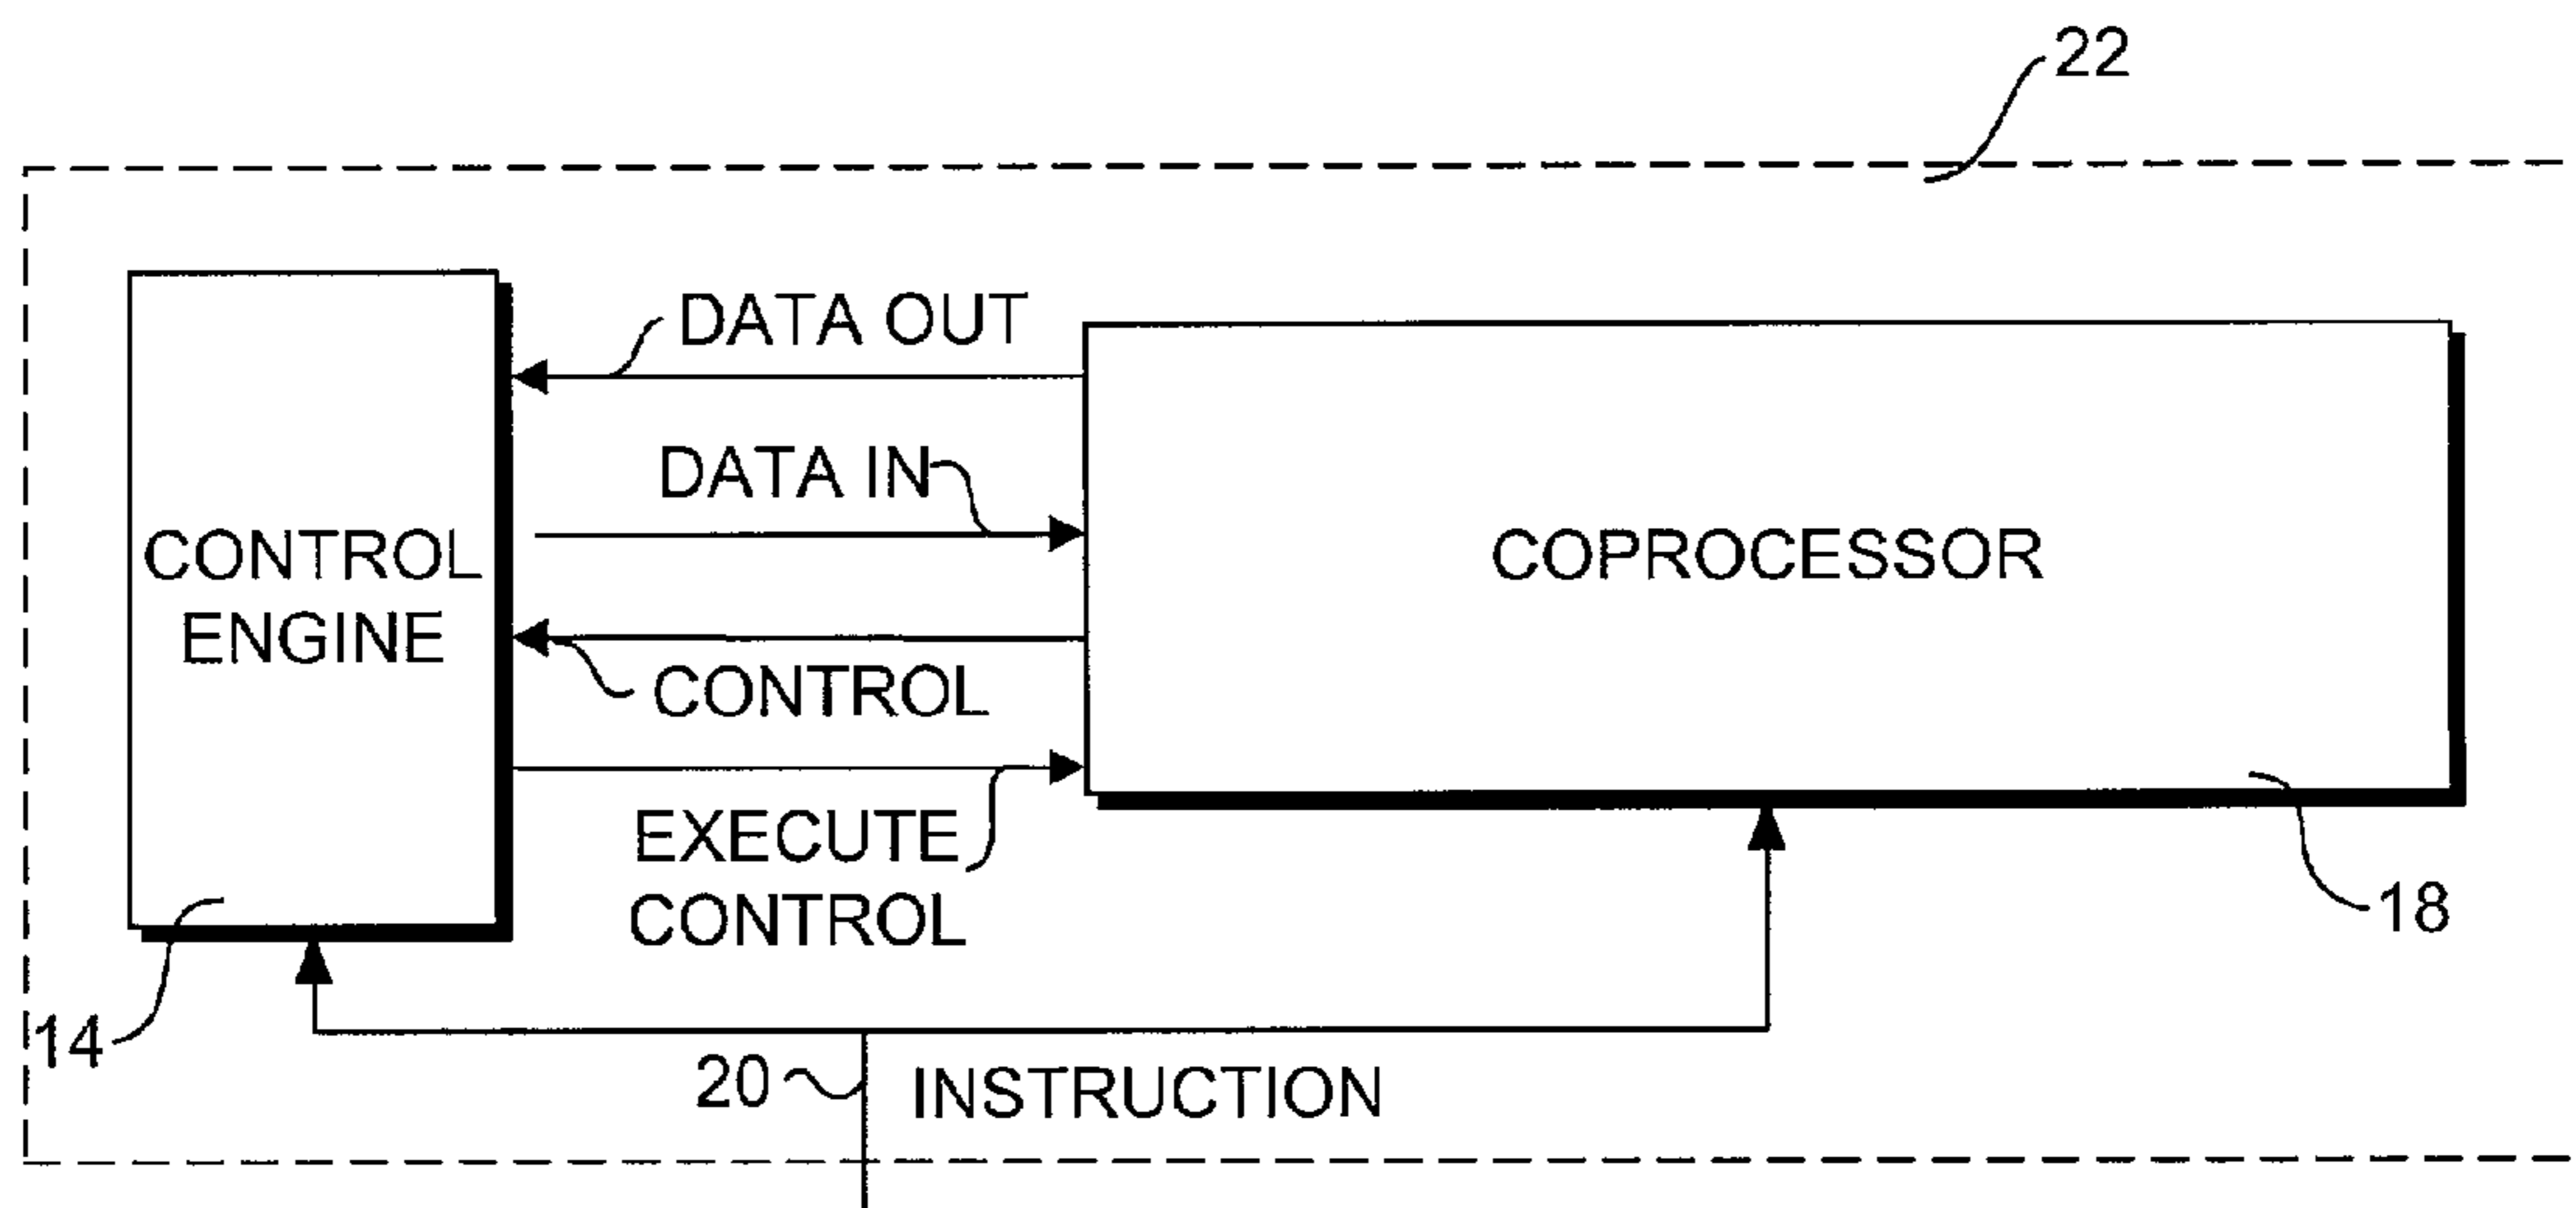 22
DATA OUT
DATA IN
CONTROL
ENGINE
COPROCESSOR
CONTROL
EXECUTE
CONTROL
18
14
20
INSTRUCTION